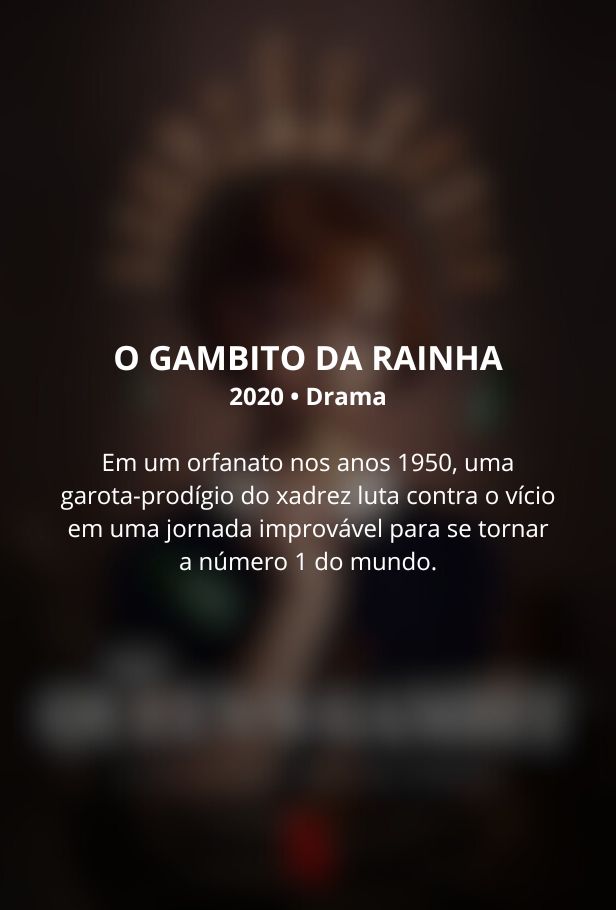 O GAMBITO DA RAINHA
2020 • Drama
Em um orfanato nos anos 1950, uma
garota-prodígio do xadrez luta contra o vício
em uma jornada improvável para se tornar
a número 1 do mundo.